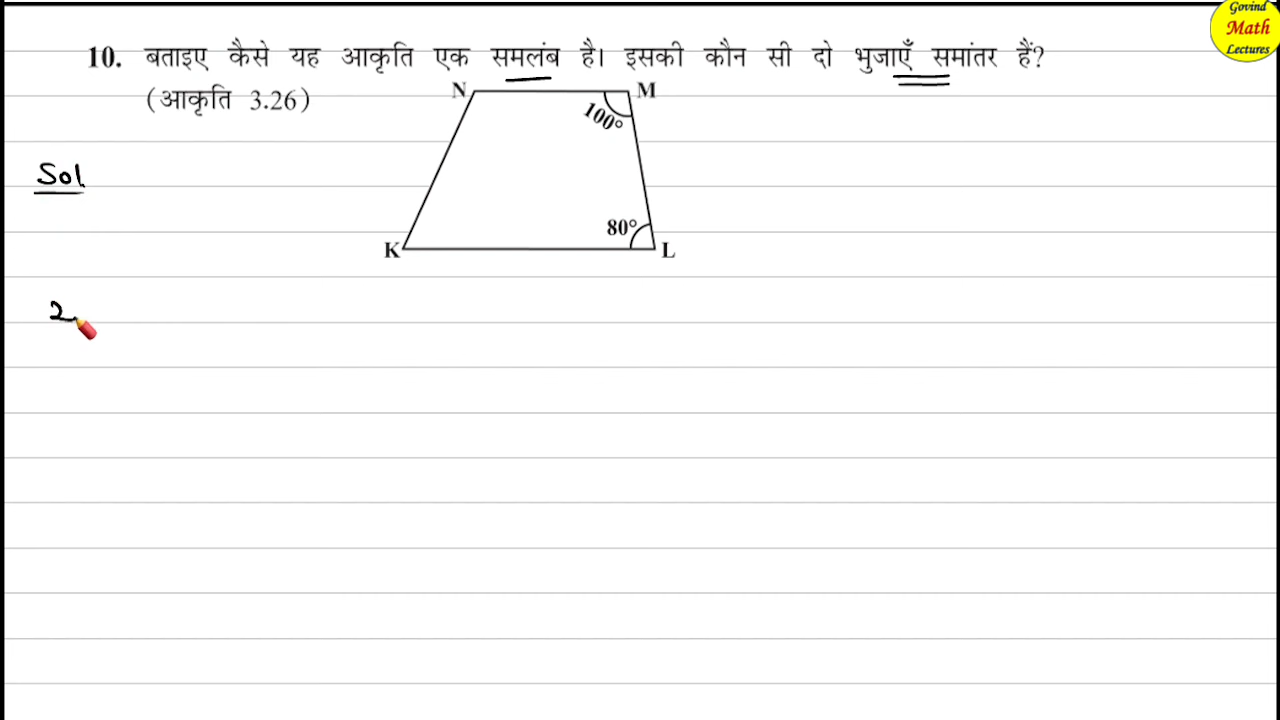 Govind
Math
Lectures
10. बताइए कैसे यह आकृति एक समलंब है। इसकी कौन सी दो भुजाएँ समांतर हैं?
(आकृति 3.26)
N
M
100°
Sol
80°
K
L
2